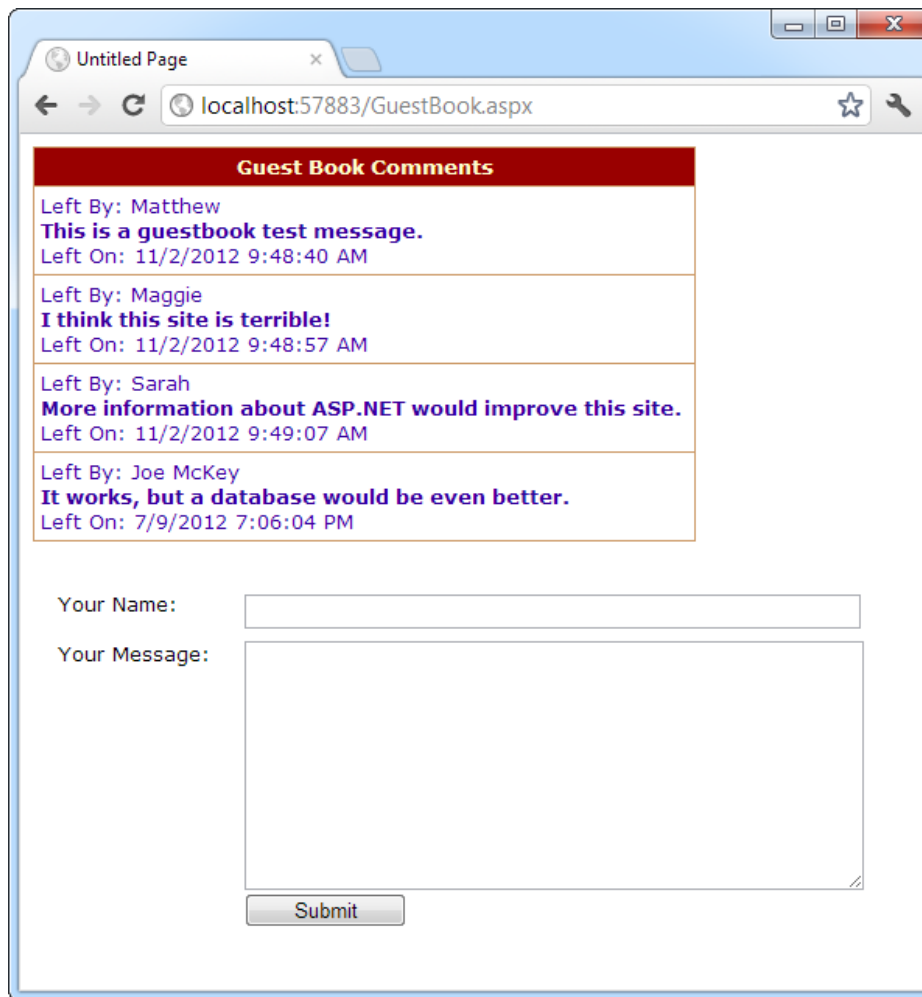 Untitled Page
localhost:57883/GuestBook.aspx
Guest Book Comments
Left By: Matthew
This is a guestbook test message.
Left On: 11/2/2012 9:48:40 AM
Left By: Maggie
I think this site is terrible!
Left On: 11/2/2012 9:48:57 AM
Left By: Sarah
More information about ASP.NET would improve this site.
Left On: 11/2/2012 9:49:07 AM
Left By: Joe McKey
It works, but a database would be even better.
Left On: 7/9/2012 7:06:04 PM
Your Name:
Your Message:
Submit